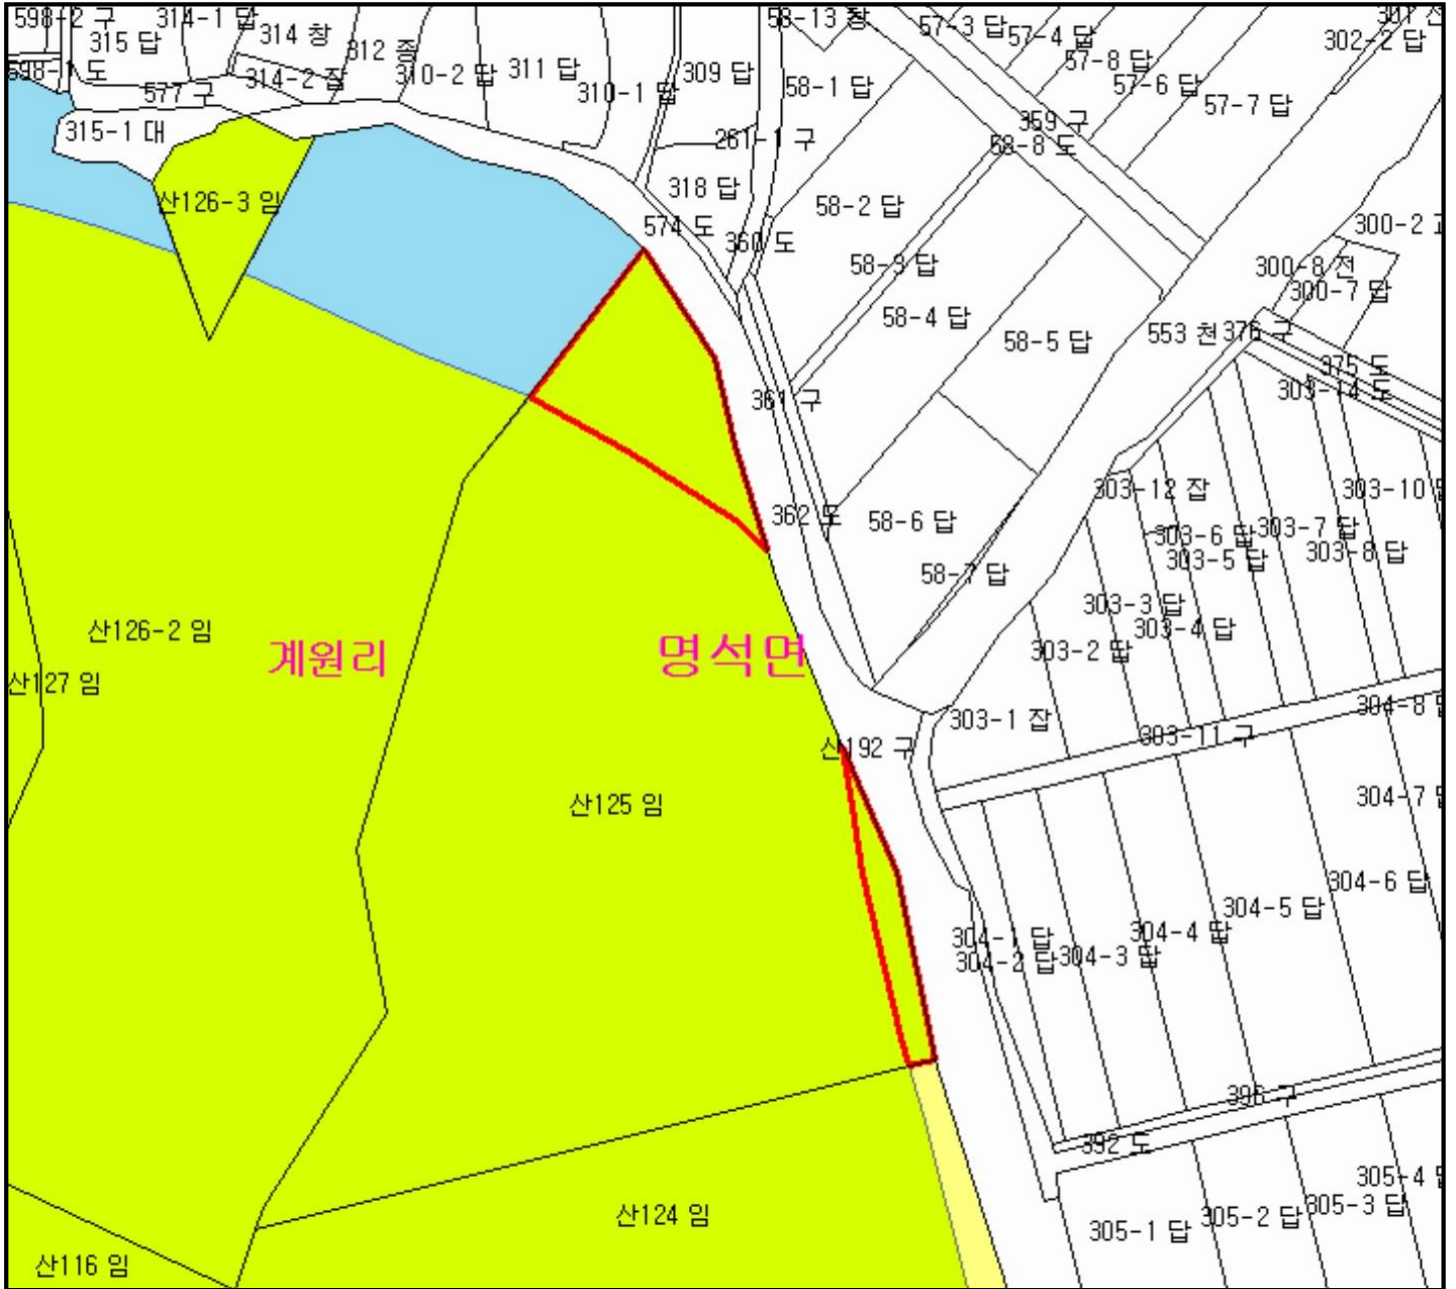 598-2 구
314-1 답
58-13 창
57-3 답
315 답
314 창
57-4 답
302-2 답
312 종
57-8 답
598-1 도
314-2 잡
310-2 답
311 답
309 답
58-1 답
57-6 답
577 구
310-1 답
57-7 답
315-1 대
261-1 구
359 구
58-8 도
318 답
산126-3 임
58-2 답
574 도
360 도
300-2
58-3 답
300-8 전
300-7 답
58-4 답
58-5 답
553 천
376 구
375 도
303-14 도
361 구
303-12 잡
303-10
362 도
58-6 답
303-6 답
303-7 답
303-5 답
303-8 답
58-7 답
303-3 답
산126-2 임
303-4 답
계원리
명석면
303-2 답
산127 임
304-8
303-1 잡
303-11 구
산192 구
산125 임
304-7
304-6 답
304-5 답
304-1 답
304-4 답
304-2 답
304-3 답
396 구
392 도
305-4
305-3 답
산124 임
305-2 답
305-1 답
산116 임